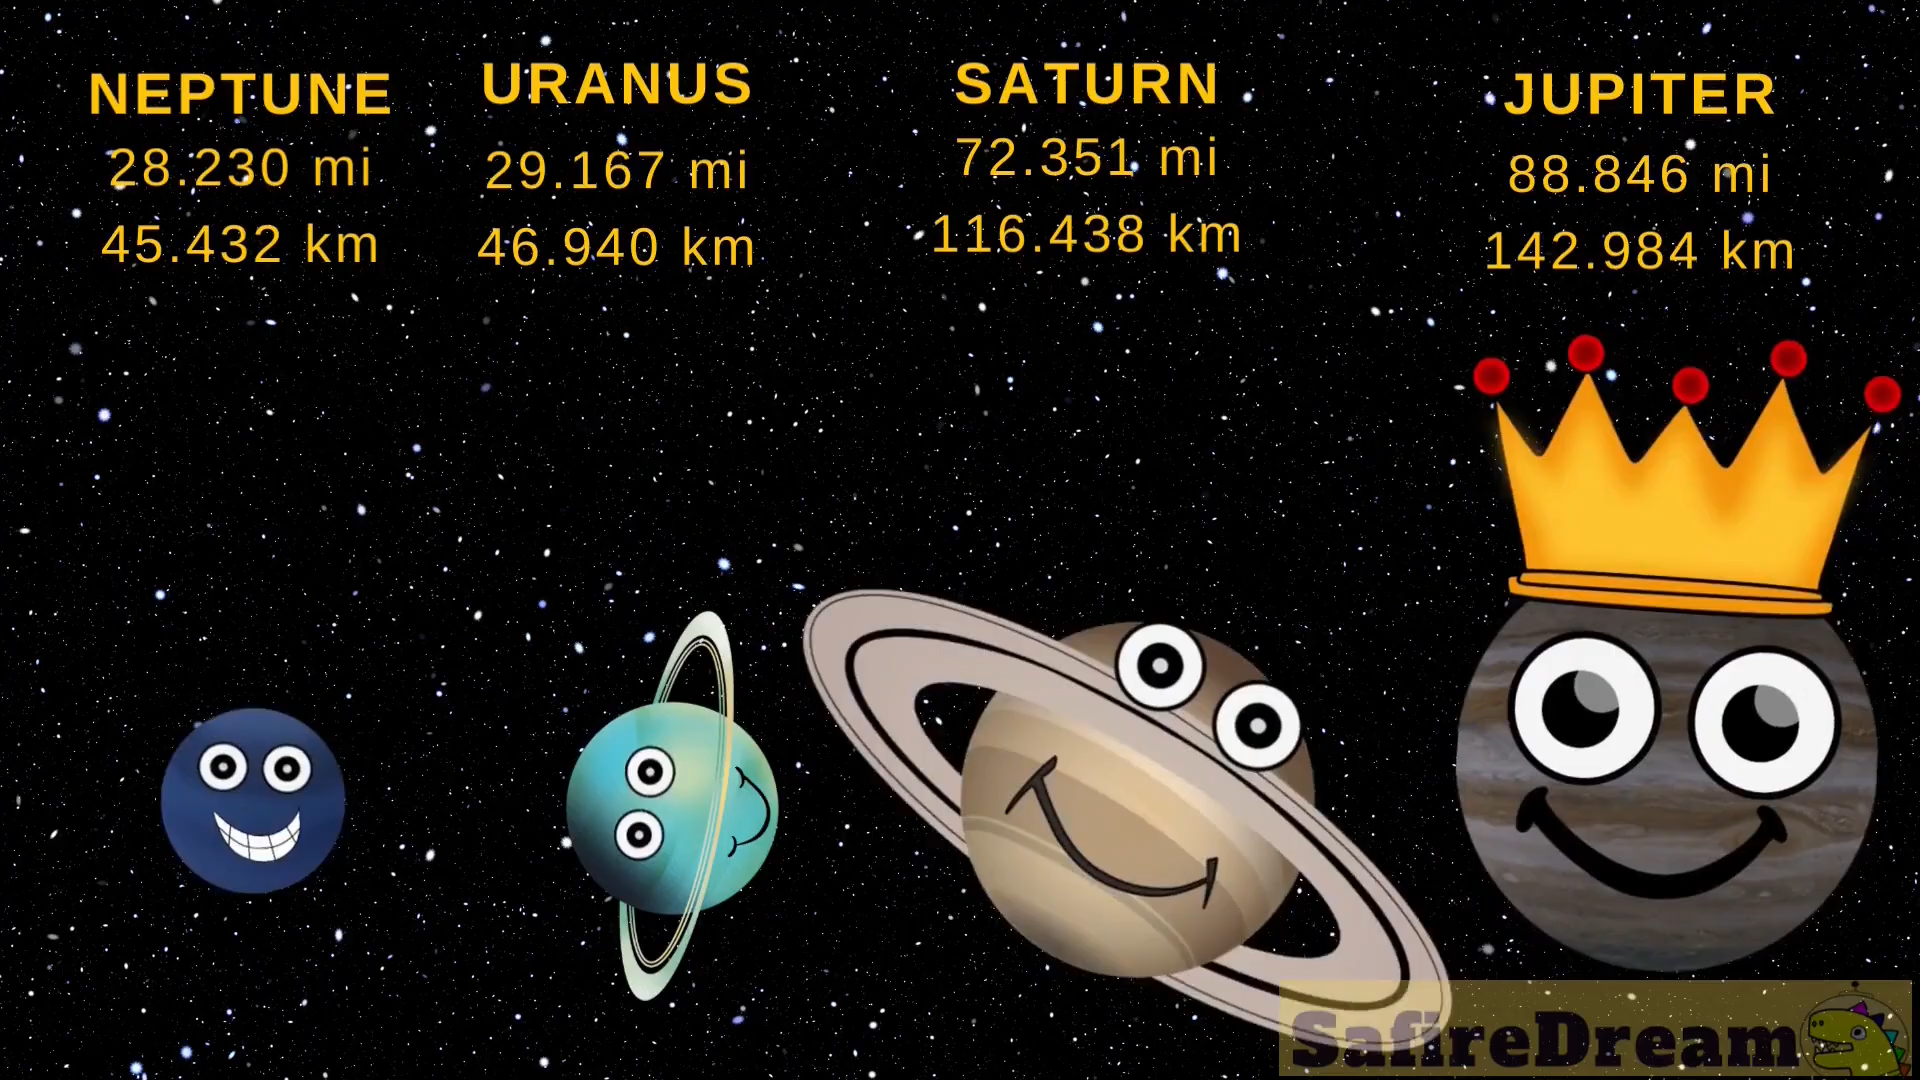 NEPTUNE
28.230 mi
45.432 km
URANUS
29.167 mi
46.940 km
SATURN
72.351 mi
116.438 km
JUPITER
88.846 mi
142.984 km
SafireDream